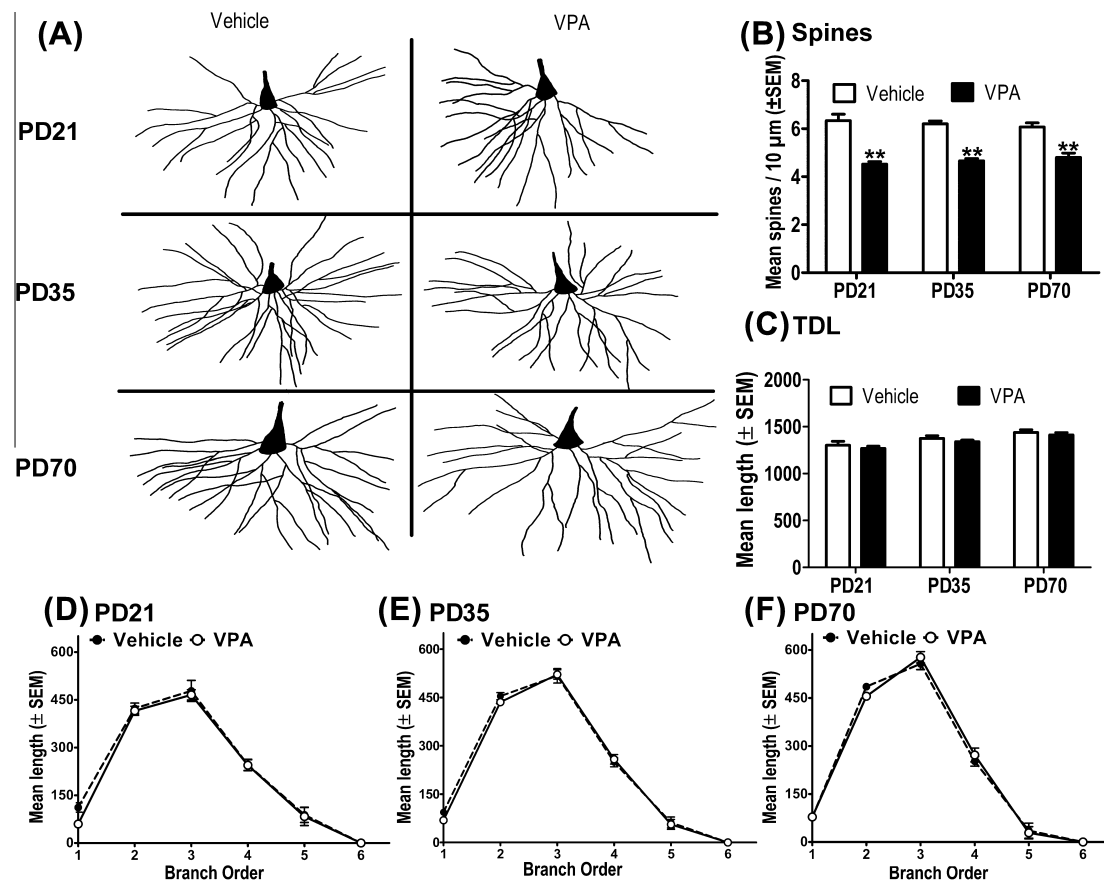 (A)
Vehicle
VPA
PD21
PD35
PD70
(B) Spines
Mean spines / 10 µm (±SEM)
8
6
4
2
0
Vehicle
VPA
**
**
**
PD21
PD35
PD70
(C) TDL
Mean length (± SEM)
2000
1500
1000
500
0
Vehicle
VPA
PD21
PD35
PD70
(D) PD21
Vehicle
VPA
Mean length (± SEM)
600
450
300
150
0
1 2 3 4 5 6
Branch Order
(E) PD35
Vehicle
VPA
Mean length (± SEM)
600
450
300
150
0
1 2 3 4 5 6
Branch Order
(F) PD70
Vehicle
VPA
Mean length (± SEM)
600
450
300
150
0
1 2 3 4 5 6
Branch Order